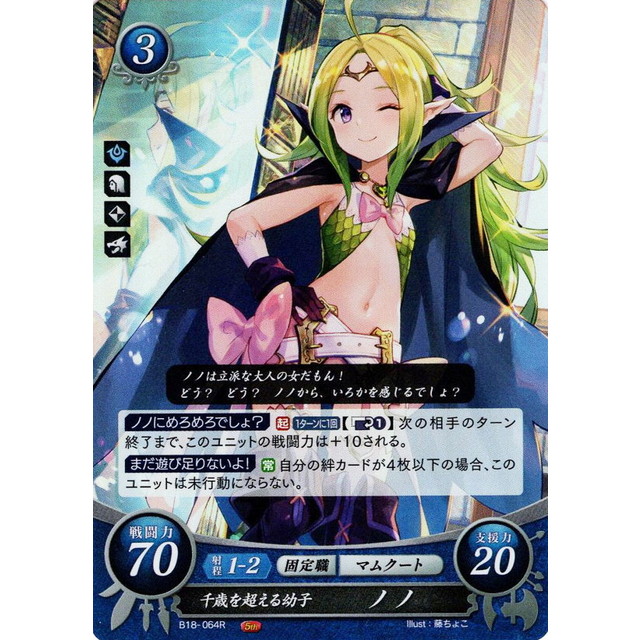 3
ノノは立派な大人の女だもん!
どう? どう? ノノから、いろかを感じるでしょ?
ノノにめろめろでしょ? 起 1ターンに1回【1】次の相手のターン
終了まで、このユニットの戦闘力は+10される。
まだ遊び足りないよ! 常 自分の絆カードが4枚以下の場合、この
ユニットは未行動にならない。
戦闘力 70
射程 1-2 固定職 マムクート
支援力 20
千歳を超える幼子 ノノ
B18-064R 5th Illust:藤ちょこ